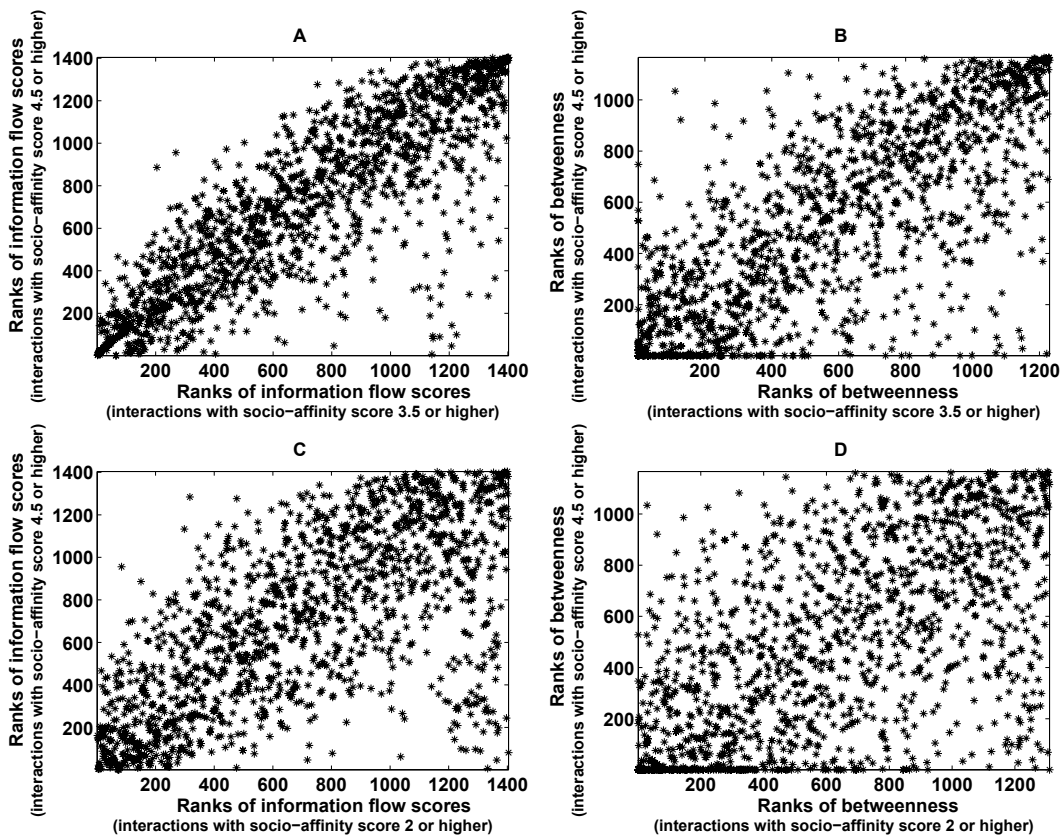 A
Ranks of information flow scores
(interactions with socio−affinity score 4.5 or higher)
1400
1200
1000
800
600
400
200
200 400 600 800 1000 1200 1400
Ranks of information flow scores
(interactions with socio−affinity score 3.5 or higher)
B
Ranks of betweenness
(interactions with socio−affinity score 4.5 or higher)
1000
800
600
400
200
200 400 600 800 1000 1200
Ranks of betweenness
(interactions with socio−affinity score 3.5 or higher)
C
Ranks of information flow scores
(interactions with socio−affinity score 4.5 or higher)
1400
1200
1000
800
600
400
200
200 400 600 800 1000 1200 1400
Ranks of information flow scores
(interactions with socio−affinity score 2 or higher)
D
Ranks of betweenness
(interactions with socio−affinity score 4.5 or higher)
1000
800
600
400
200
200 400 600 800 1000 1200
Ranks of betweenness
(interactions with socio−affinity score 2 or higher)